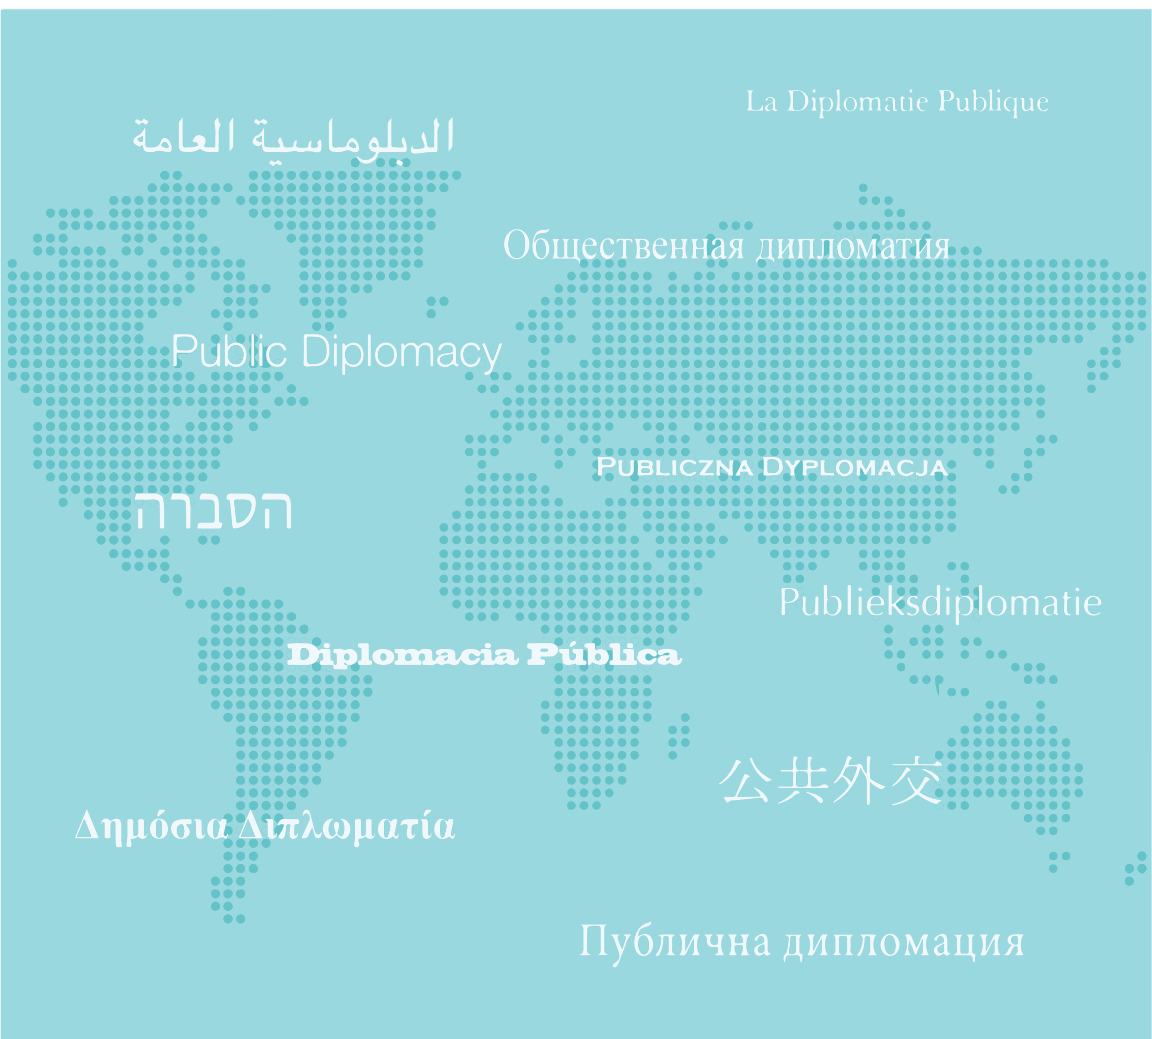 La Diplomatie Publique
الدبلوماسية العامة
Общественная дипломатия
Public Diplomacy
Publiczna Dyplomacja
הסברה
Publieksdiplomatie
Diplomacia Pública
公共外交
Δημόσια Διπλωματία
Публична дипломация